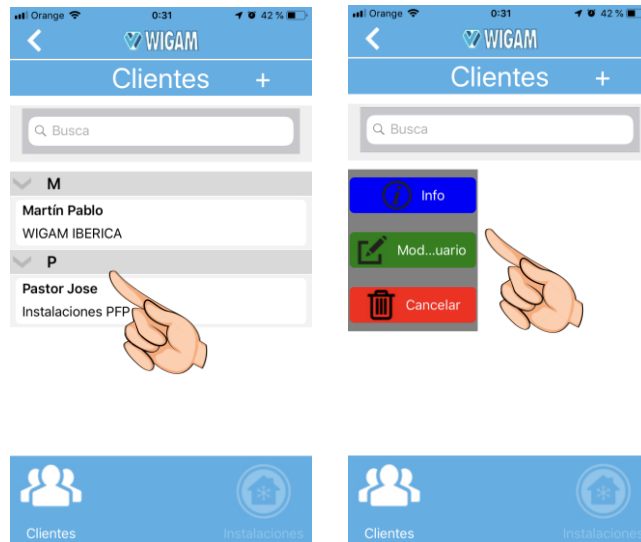 Orange 0:31 42 %
WIGAM
Clientes +
Busca
M
Martín Pablo
WIGAM IBERICA
P
Pastor Jose
Instalaciones PFP
Clientes Instalaciones
Orange 0:31 42 %
WIGAM
Clientes +
Busca
Info
Mod...uario
Cancelar
Clientes Instalaciones